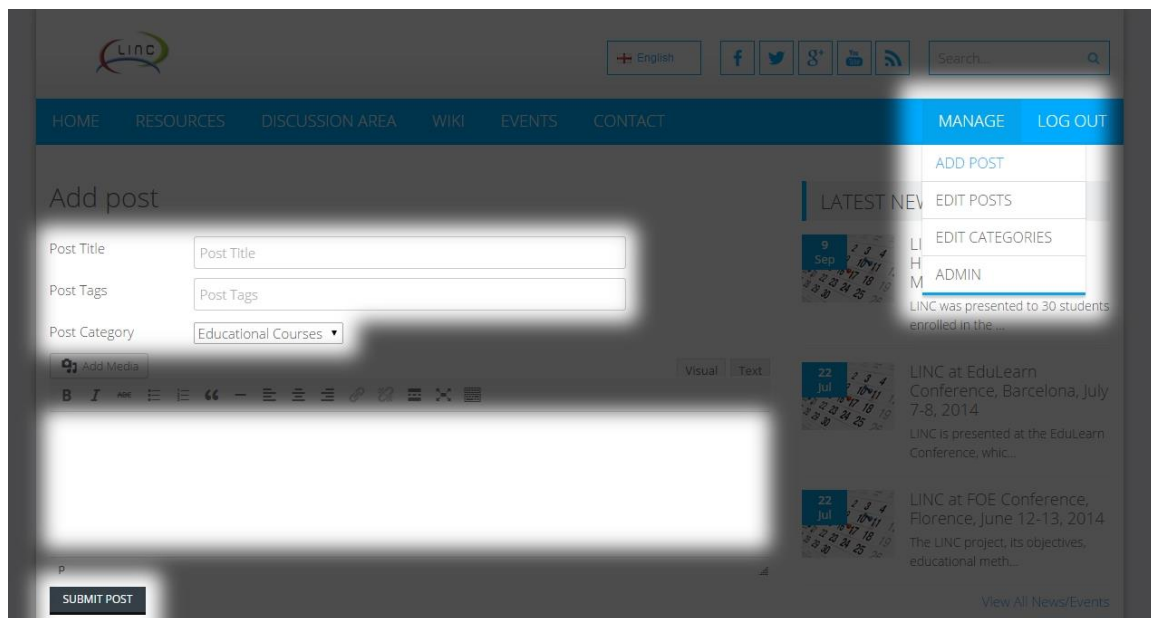 LINC
English
Search...
HOME RESOURCES DISCUSSION AREA WIKI EVENTS CONTACT MANAGE LOG OUT
ADD POST
EDIT POSTS
EDIT CATEGORIES
ADMIN
Add post
Post Title Post Title
Post Tags Post Tags
Post Category Educational Courses
Add Media Visual Text
B I ABC
P
SUBMIT POST
LATEST NEW
9
Sep
LI
H
M
LINC was presented to 30 students
enrolled in the ...
22
Jul
LINC at EduLearn
Conference, Barcelona, July
7-8, 2014
LINC is presented at the EduLearn
Conference, whic...
22
Jul
LINC at FOE Conference,
Florence, June 12-13, 2014
The LINC project, its objectives,
educational meth...
View All News/Events